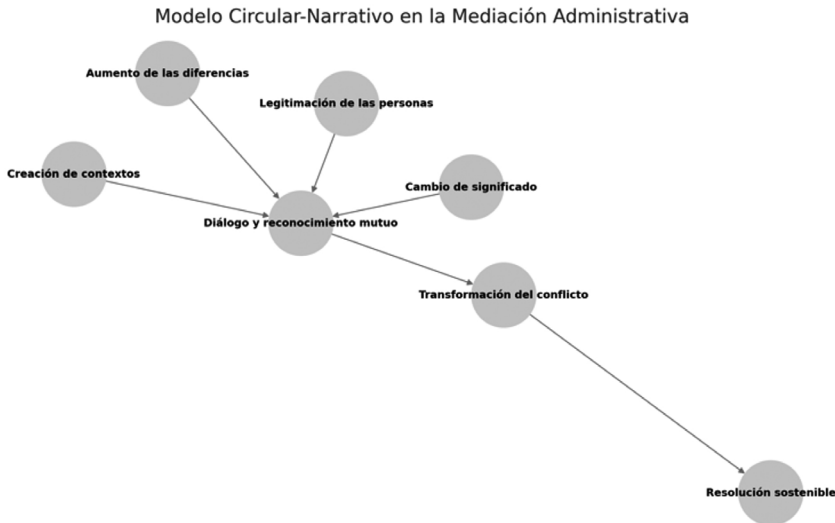 Modelo Circular-Narrativo en la Mediación Administrativa
Aumento de las diferencias
Legitimación de las personas
Creación de contextos
Cambio de significado
Diálogo y reconocimiento mutuo
Transformación del conflicto
Resolución sostenible